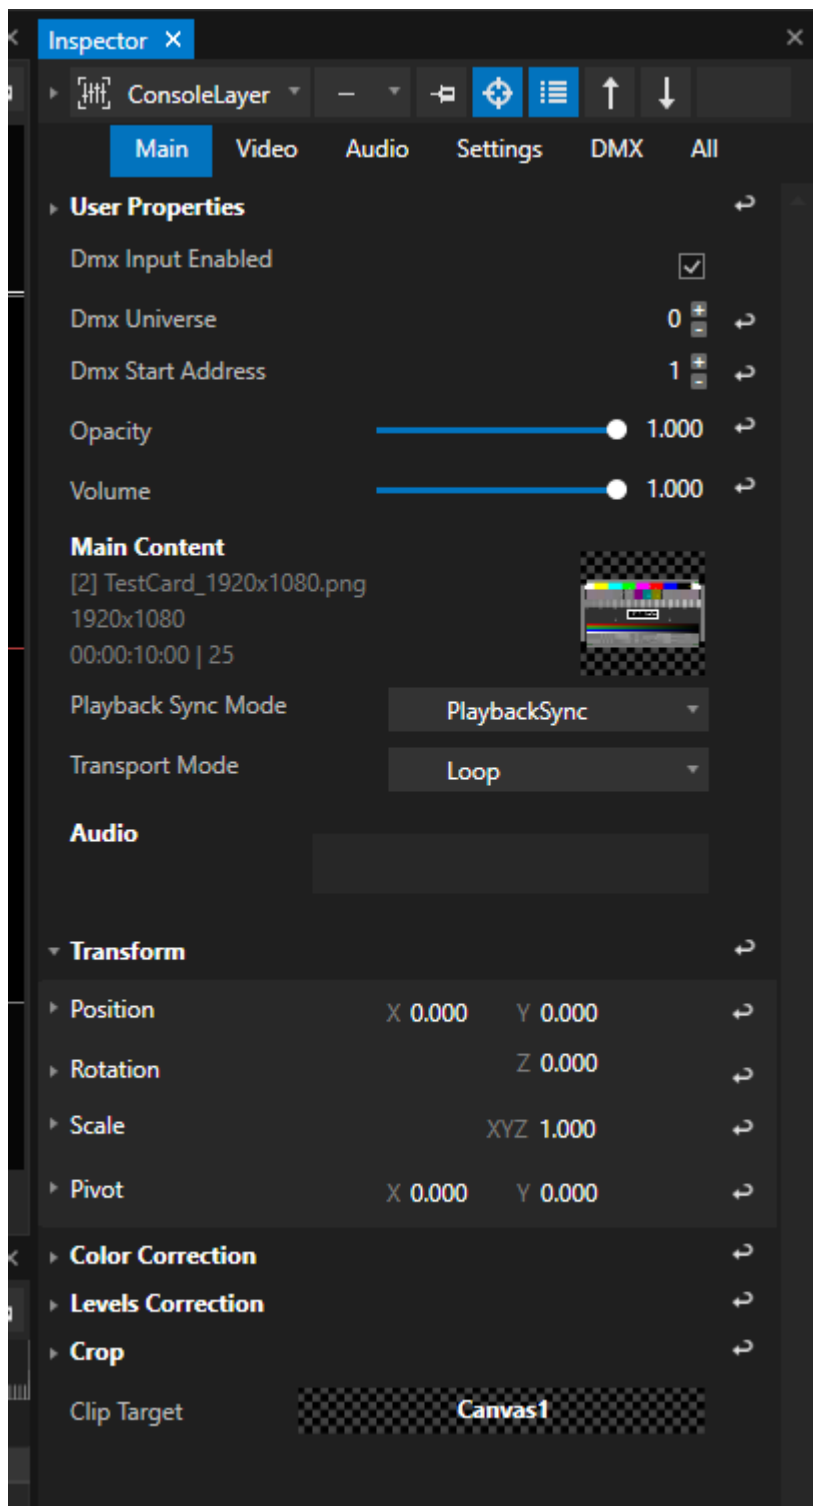 Inspector
ConsoleLayer –
Main Video Audio Settings DMX All
User Properties
Dmx Input Enabled
Dmx Universe 0
Dmx Start Address 1
Opacity 1.000
Volume 1.000
Main Content
[2] TestCard_1920x1080.png
1920x1080
00:00:10:00 | 25
Playback Sync Mode PlaybackSync
Transport Mode Loop
Audio
Transform
Position X 0.000 Y 0.000
Rotation Z 0.000
Scale XYZ 1.000
Pivot X 0.000 Y 0.000
Color Correction
Levels Correction
Crop
Clip Target Canvas1